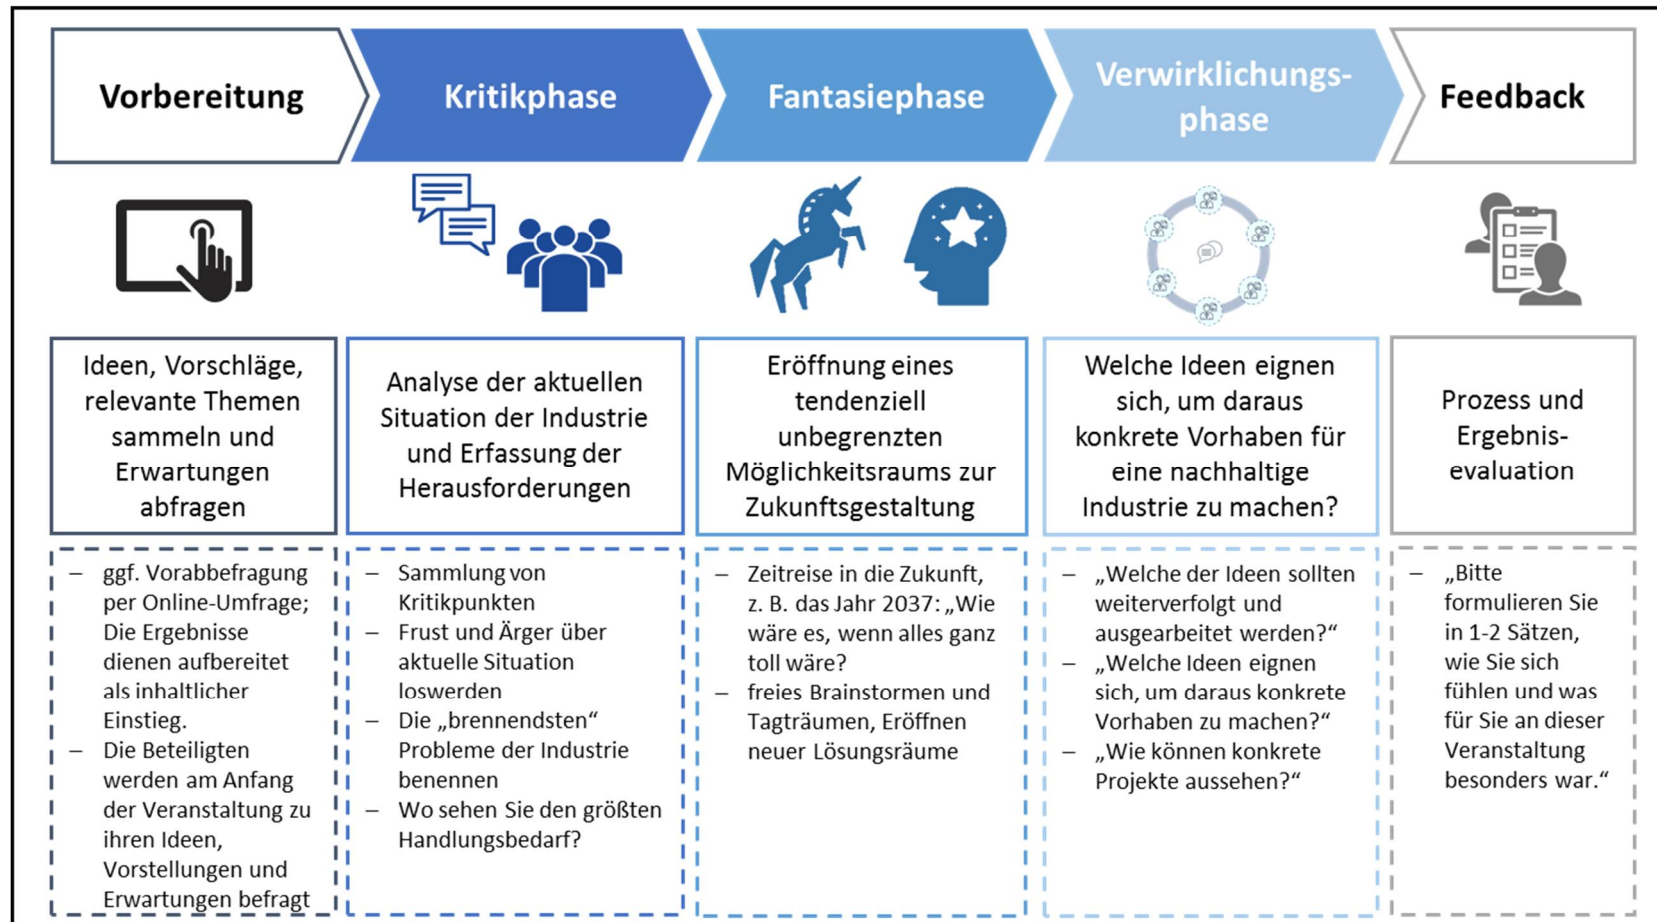 Vorbereitung
Kritikphase
Fantasiephase
Verwirklichungs-
phase
Feedback
Ideen, Vorschläge,
relevante Themen
sammeln und
Erwartungen
abfragen
Analyse der aktuellen
Situation der Industrie
und Erfassung der
Herausforderungen
Eröffnung eines
tendenziell
unbegrenzten
Möglichkeitsraums zur
Zukunftsgestaltung
Welche Ideen eignen
sich, um daraus
konkrete Vorhaben für
eine nachhaltige
Industrie zu machen?
Prozess und
Ergebnis-
evaluation
– ggf. Vorabbefragung
per Online-Umfrage;
Die Ergebnisse
dienen aufbereitet
als inhaltlicher
Einstieg.
– Die Beteiligten
werden am Anfang
der Veranstaltung zu
ihren Ideen,
Vorstellungen und
Erwartungen befragt
– Sammlung von
Kritikpunkten
– Frust und Ärger über
aktuelle Situation
loswerden
– Die „brennendsten“
Probleme der Industrie
benennen
– Wo sehen Sie den größten
Handlungsbedarf?
– Zeitreise in die Zukunft,
z. B. das Jahr 2037: „Wie
wäre es, wenn alles ganz
toll wäre?
– freies Brainstormen und
Tagträumen, Eröffnen
neuer Lösungsräume
– „Welche der Ideen sollten
weiterverfolgt und
ausgearbeitet werden?“
– „Welche Ideen eignen
sich, um daraus konkrete
Vorhaben zu machen?“
– „Wie können konkrete
Projekte aussehen?“
– „Bitte
formulieren Sie
in 1-2 Sätzen,
wie Sie sich
fühlen und was
für Sie an dieser
Veranstaltung
besonders war.“